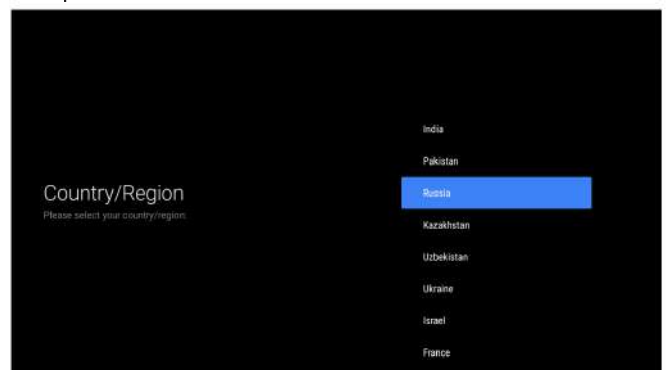 Country/Region
Please select your country/region.
India
Pakistan
Russia
Kazakhstan
Uzbekistan
Ukraine
Israel
France